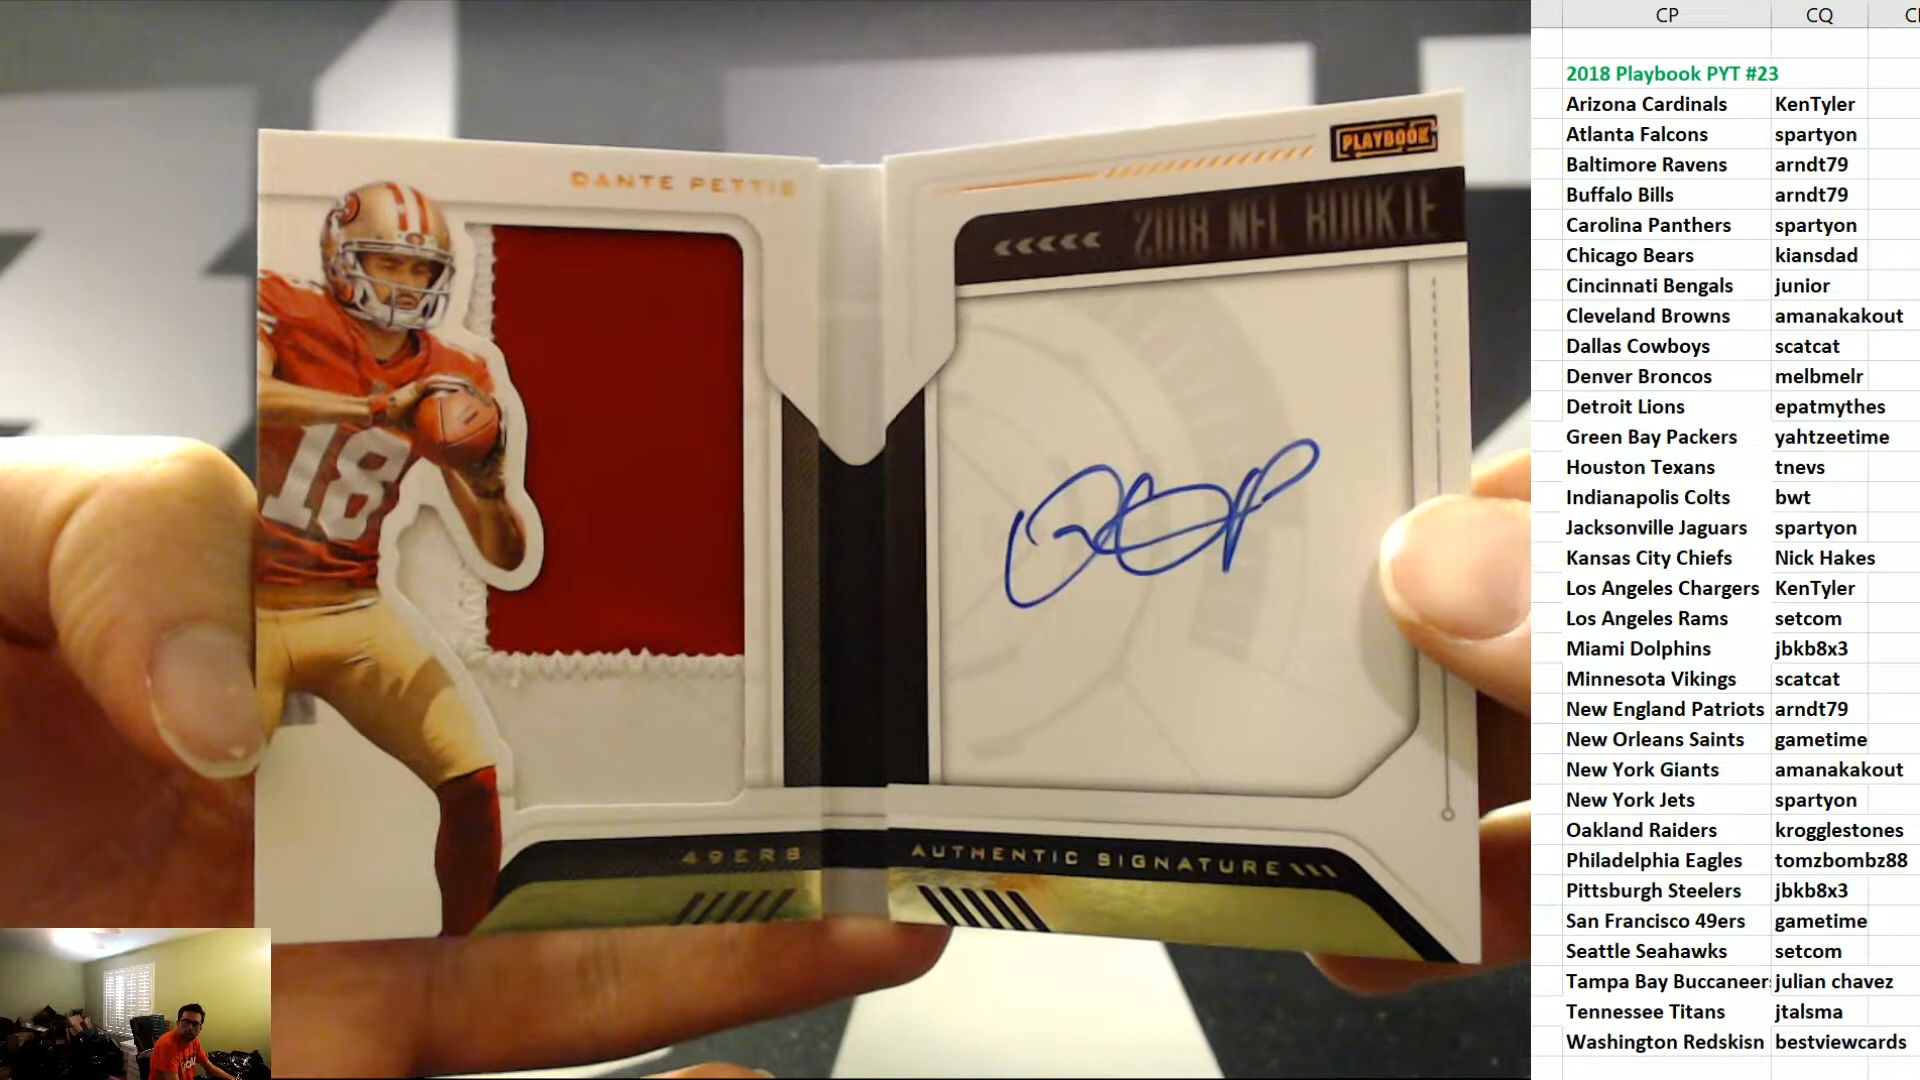 DANTE PETTIS
PLAYBOOK
2018 NFL ROOKIE
18
49ERS
AUTHENTIC SIGNATURE
CP CQ
2018 Playbook PYT #23
Arizona Cardinals KenTyler
Atlanta Falcons spartyon
Baltimore Ravens arndt79
Buffalo Bills arndt79
Carolina Panthers spartyon
Chicago Bears kiansdad
Cincinnati Bengals junior
Cleveland Browns amanakakout
Dallas Cowboys scatcat
Denver Broncos melbmelr
Detroit Lions epatmythes
Green Bay Packers yahtzeetime
Houston Texans tnevs
Indianapolis Colts bwt
Jacksonville Jaguars spartyon
Kansas City Chiefs Nick Hakes
Los Angeles Chargers KenTyler
Los Angeles Rams setcom
Miami Dolphins jbkb8x3
Minnesota Vikings scatcat
New England Patriots arndt79
New Orleans Saints gametime
New York Giants amanakakout
New York Jets spartyon
Oakland Raiders krogglestones
Philadelphia Eagles tomzbombz88
Pittsburgh Steelers jbkb8x3
San Francisco 49ers gametime
Seattle Seahawks setcom
Tampa Bay Buccaneers julian chavez
Tennessee Titans jtalsma
Washington Redskisn bestviewcards